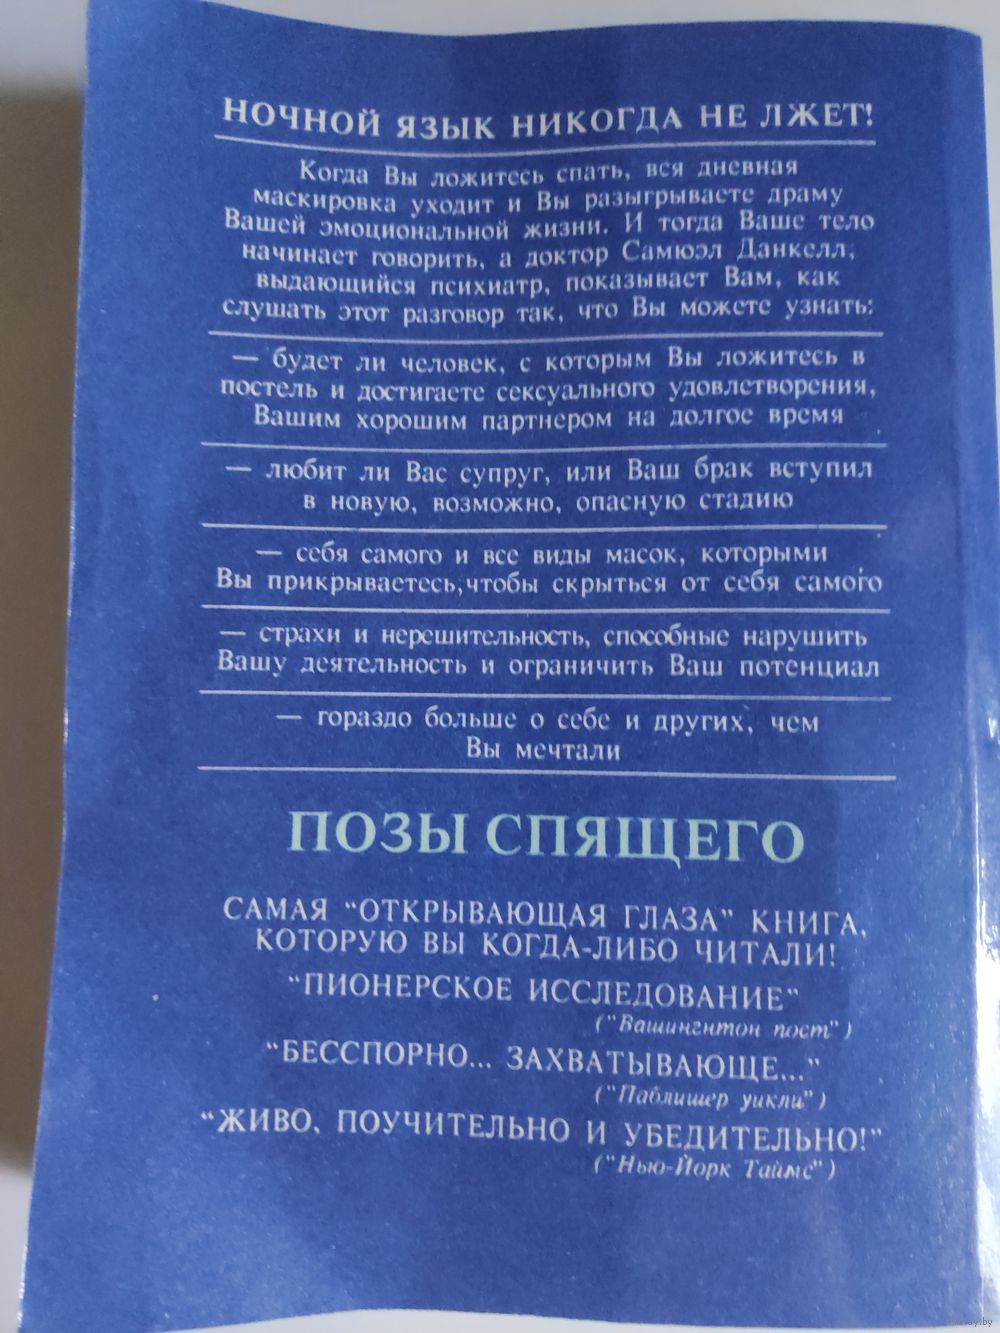 НОЧНОЙ ЯЗЫК НИКОГДА НЕ ЛЖЕТ!
Когда Вы ложитесь спать, вся дневная
маскировка уходит и Вы разыгрываете драму
Вашей эмоциональной жизни. И тогда Ваше тело
начинает говорить, а доктор Самюэл Данкелл,
выдающийся психиатр, показывает Вам, как
слушать этот разговор так, что Вы можете узнать:
— будет ли человек, с которым Вы ложитесь в
постель и достигаете сексуального удовлетворения,
Вашим хорошим партнером на долгое время
— любит ли Вас супруг, или Ваш брак вступил
в новую, возможно, опасную стадию
— себя самого и все виды масок, которыми
Вы прикрываетесь,чтобы скрыться от себя самого
— страхи и нерешительность, способные нарушить
Вашу деятельность и ограничить Ваш потенциал
— гораздо больше о себе и других, чем
Вы мечтали
ПОЗЫ СПЯЩЕГО
САМАЯ “ОТКРЫВАЮЩАЯ ГЛАЗА” КНИГА,
КОТОРУЮ ВЫ КОГДА-ЛИБО ЧИТАЛИ!
“ПИОНЕРСКОЕ ИССЛЕДОВАНИЕ”
("Вашингтон пост")
“БЕССПОРНО... ЗАХВАТЫВАЮЩЕ...”
("Паблишер уикли")
“ЖИВО, ПОУЧИТЕЛЬНО И УБЕДИТЕЛЬНО!”
("Нью-Йорк Таймс")